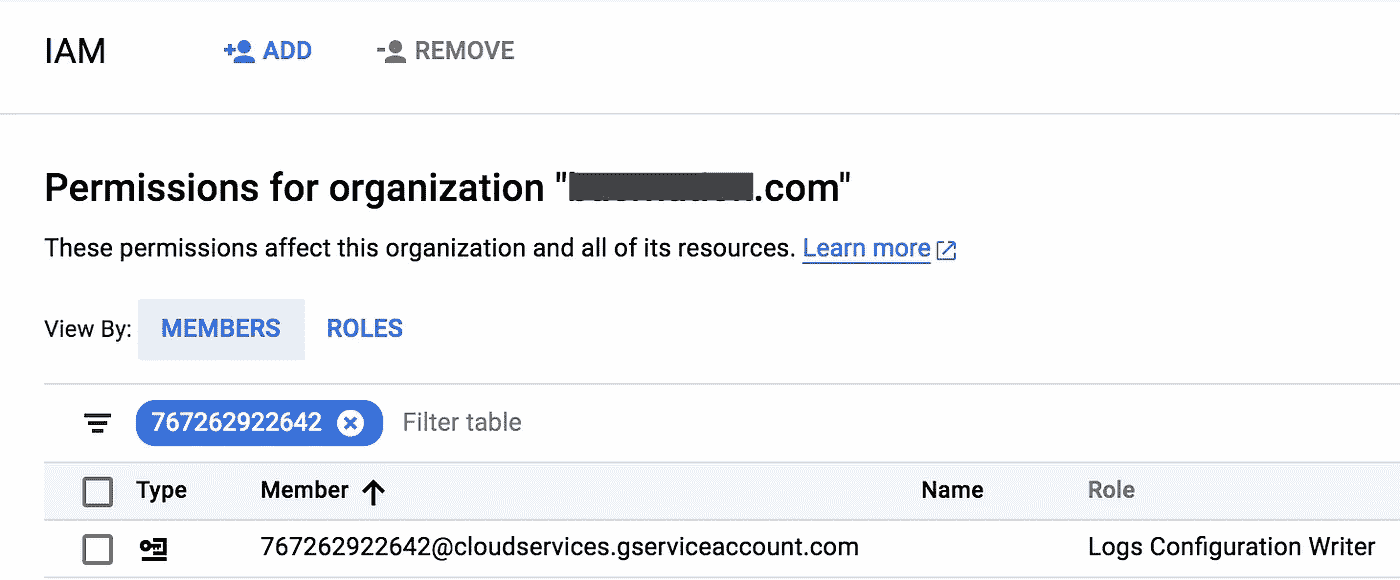 IAM ADD REMOVE
Permissions for organization ".com"
These permissions affect this organization and all of its resources. Learn more
View By: MEMBERS ROLES
767262922642 Filter table
Type Member Name Role
767262922642@cloudservices.gserviceaccount.com Logs Configuration Writer